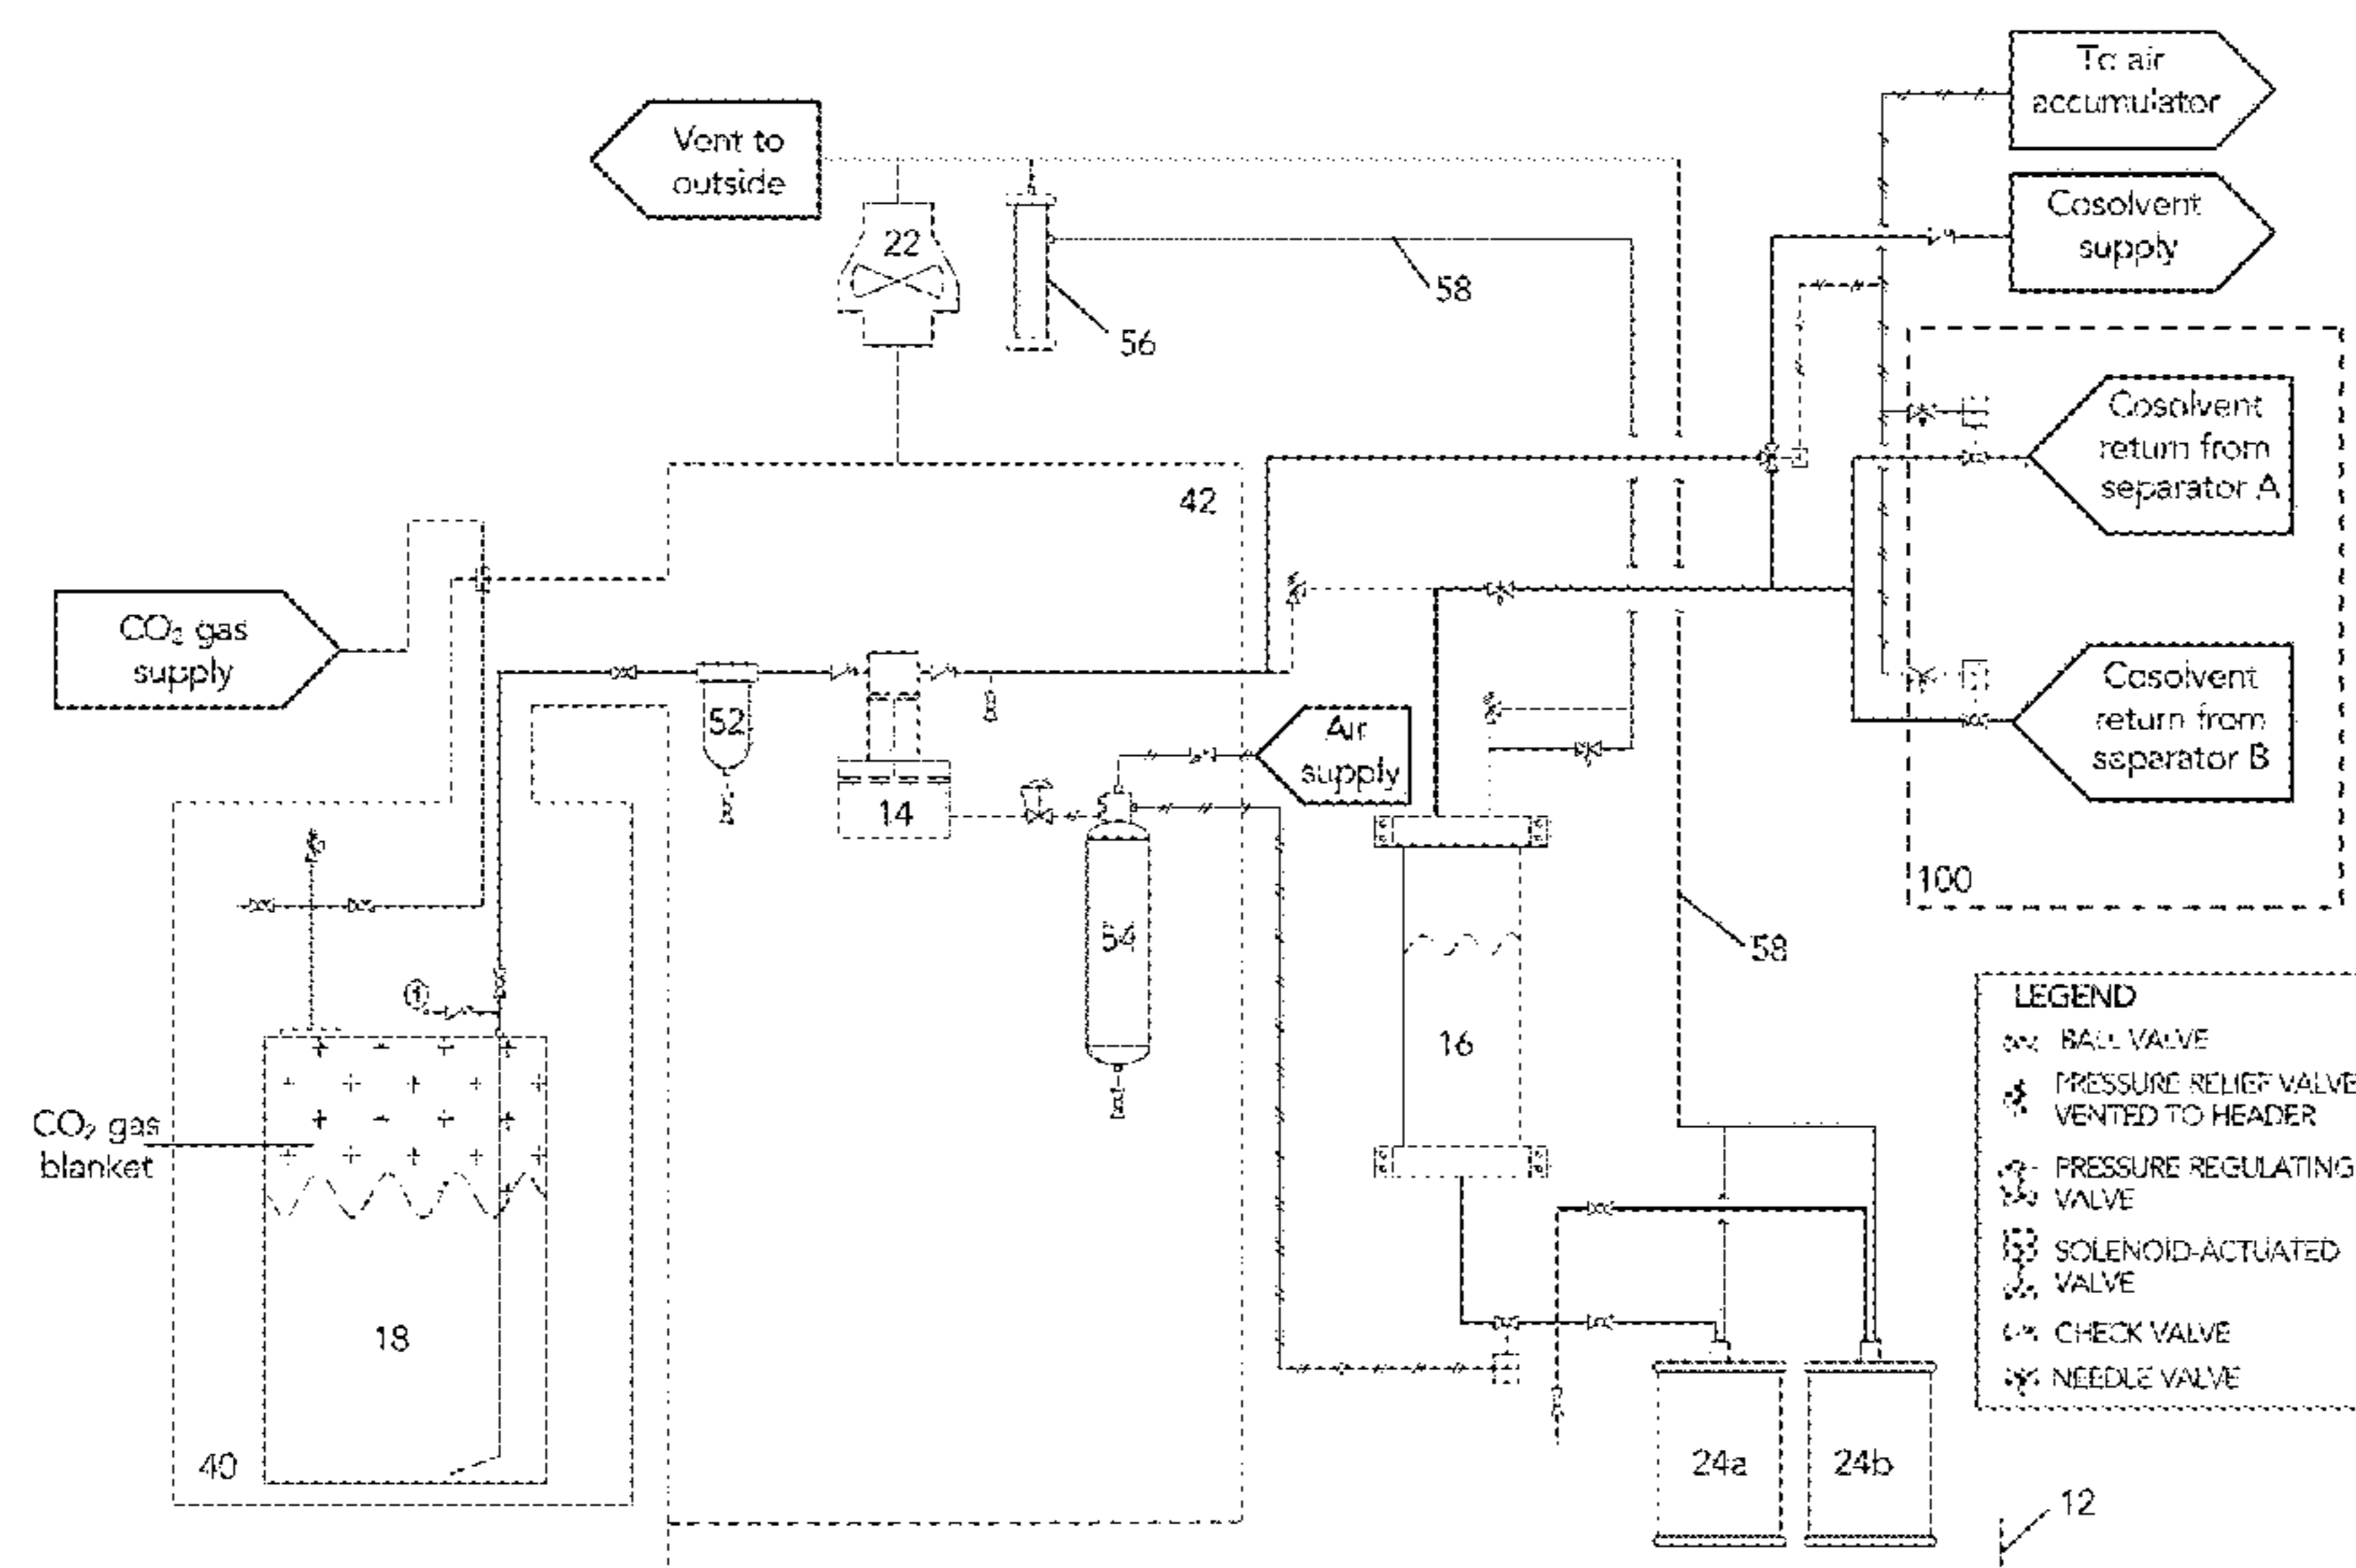 To air
accumulator
Vent to
outside
Cosolvent
supply
22
58
56
Cosolvent
return from
separator A
42
CO₂ gas
supply
52
Air
supply
Cosolvent
return from
separator B
14
100
54
58
1
LEGEND
BALL VALVE
PRESSURE RELIEF VALVE
VENTED TO HEADER
PRESSURE REGULATING
VALVE
SOLENOID-ACTUATED
VALVE
CHECK VALVE
NEEDLE VALVE
16
CO₂ gas
blanket
18
40
24a
24b
12